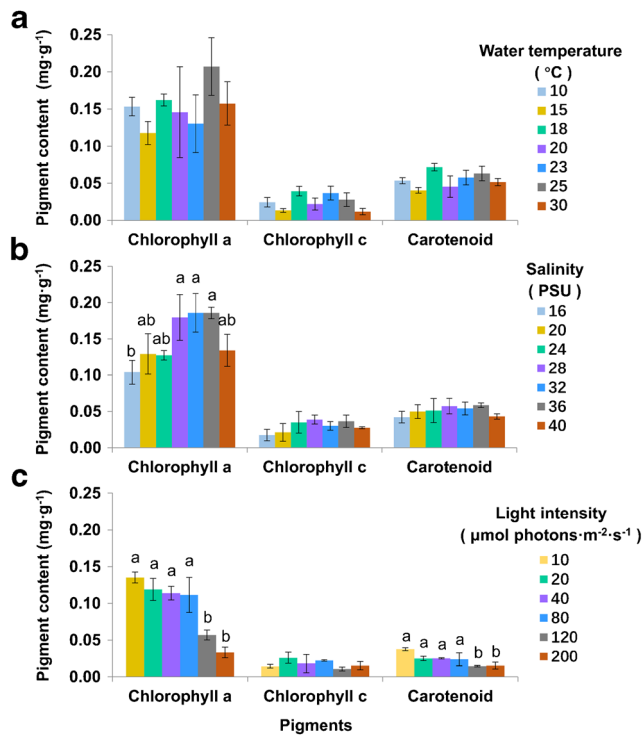 a
Pigment content (mg·g⁻¹)
0.25
0.20
0.15
0.10
0.05
0.00
Chlorophyll a
Chlorophyll c
Carotenoid
Water temperature
( °C)
10
15
18
20
23
25
30
b
Pigment content (mg·g⁻¹)
0.25
0.20
0.15
0.10
0.05
0.00
b
ab
ab
a
a
a
ab
Chlorophyll a
Chlorophyll c
Carotenoid
Salinity
( PSU)
16
20
24
28
32
36
40
c
Pigment content (mg·g⁻¹)
0.25
0.20
0.15
0.10
0.05
0.00
a
a
a
a
b
b
a
a
a
a
b
b
Chlorophyll a
Chlorophyll c
Carotenoid
Pigments
Light intensity
( µmol photons·m⁻²·s⁻¹ )
10
20
40
80
120
200